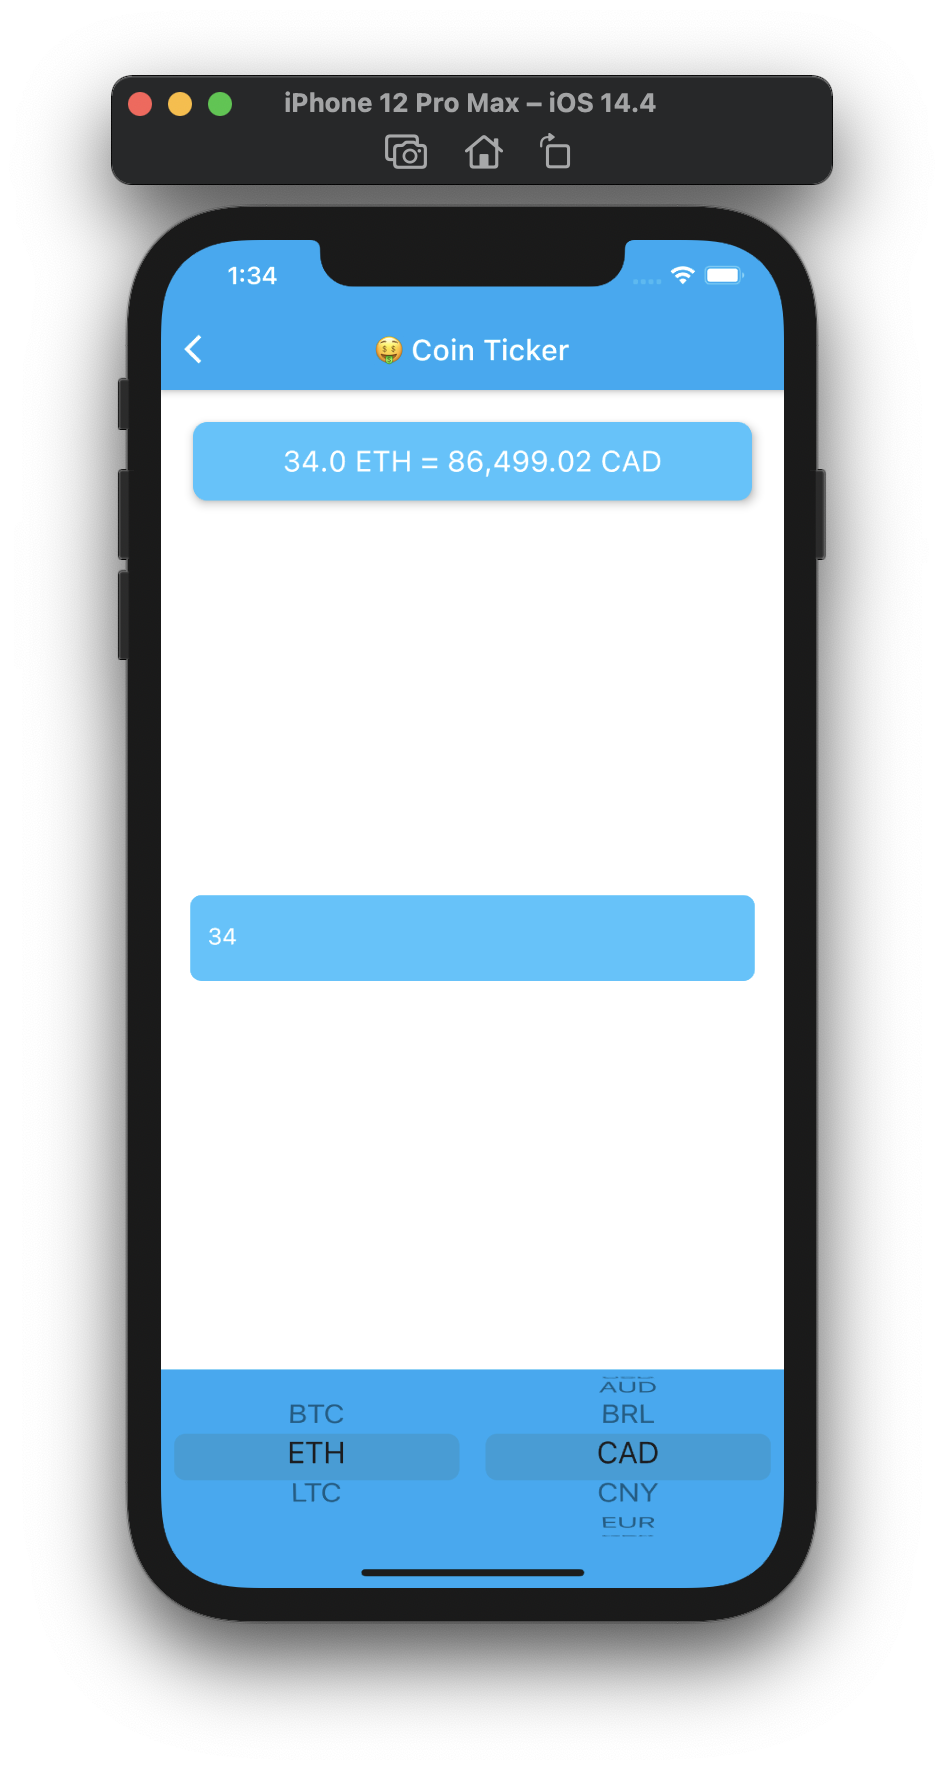 iPhone 12 Pro Max – iOS 14.4
1:34
🤑 Coin Ticker
34.0 ETH = 86,499.02 CAD
34
AUD
BTC BRL
ETH CAD
LTC CNY
EUR